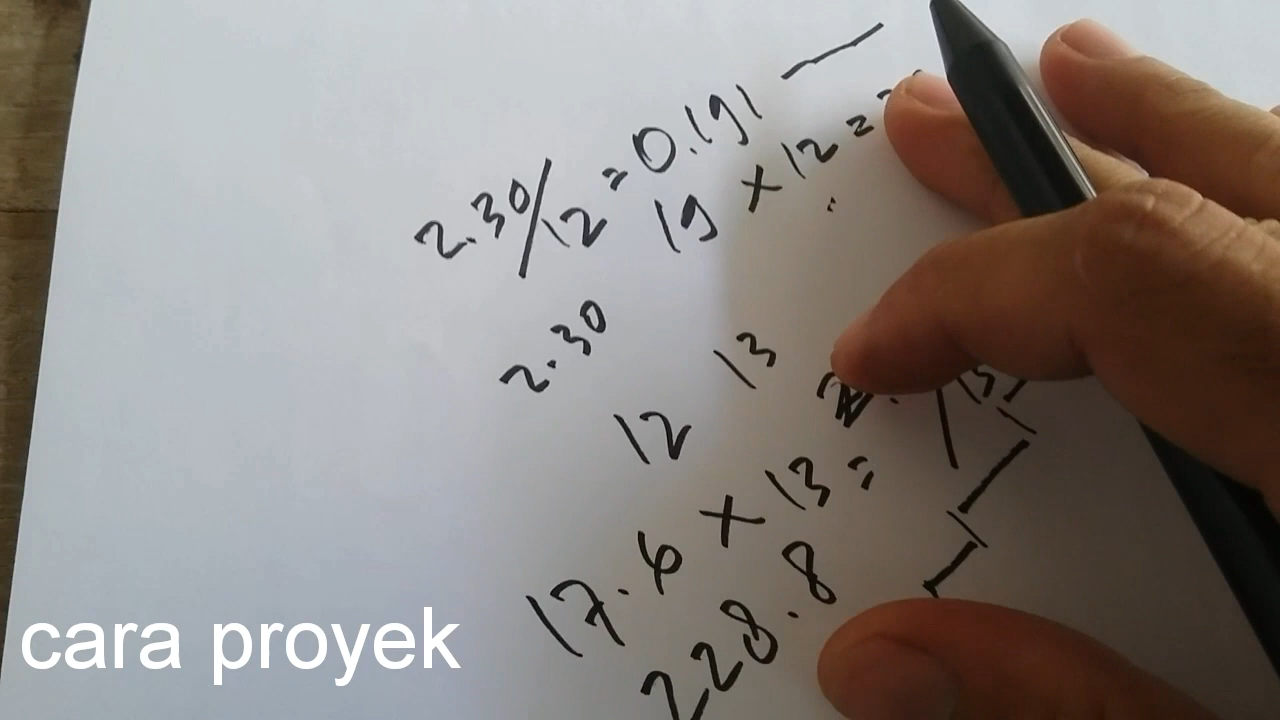 2.30/12 = 0.191
19 x 12 =
2.30
12 13
17.6 x 13 =
228.8
cara proyek